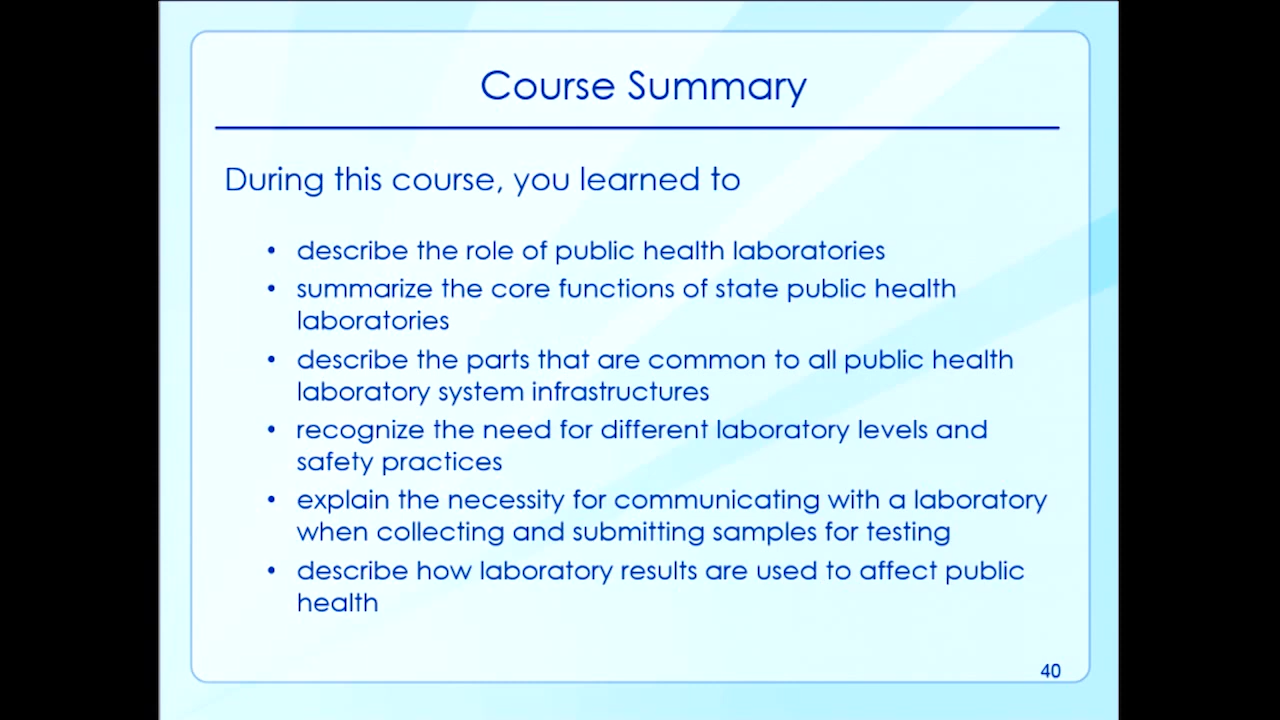 Course Summary
During this course, you learned to
• describe the role of public health laboratories
• summarize the core functions of state public health
laboratories
• describe the parts that are common to all public health
laboratory system infrastructures
• recognize the need for different laboratory levels and
safety practices
• explain the necessity for communicating with a laboratory
when collecting and submitting samples for testing
• describe how laboratory results are used to affect public
health
40